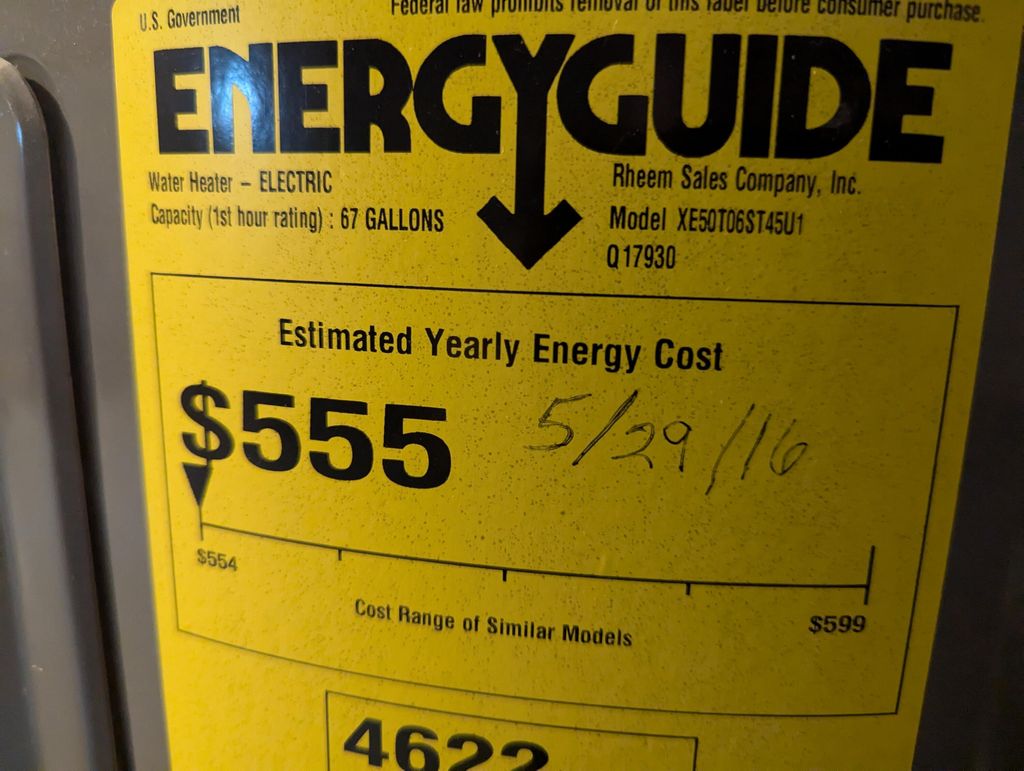 U.S. Government
Federal law prohibits removal of this label before consumer purchase.
ENERGYGUIDE
Water Heater – ELECTRIC
Capacity (1st hour rating) : 67 GALLONS
Rheem Sales Company, Inc.
Model XE50T06ST45U1
Q17930
Estimated Yearly Energy Cost
$555
5/29/16
$554
$599
Cost Range of Similar Models
4622